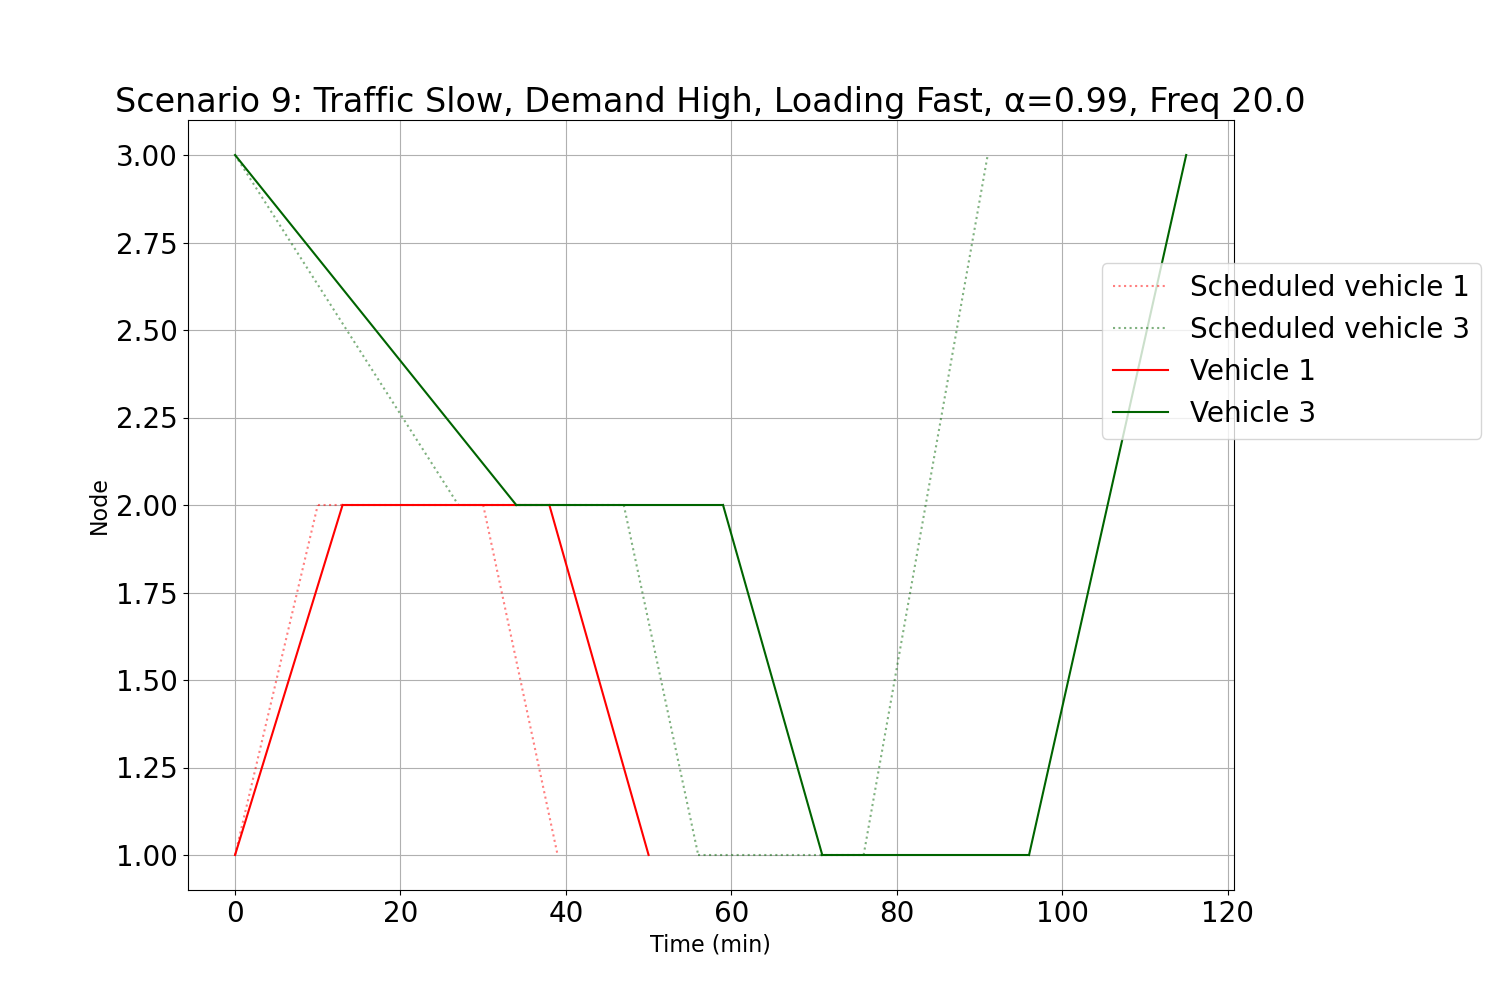 Scenario 9: Traffic Slow, Demand High, Loading Fast, α=0.99, Freq 20.0
3.00
2.75
2.50
2.25
2.00
1.75
1.50
1.25
1.00
Node
Scheduled vehicle 1
Scheduled vehicle 3
Vehicle 1
Vehicle 3
0 20 40 60 80 100 120
Time (min)